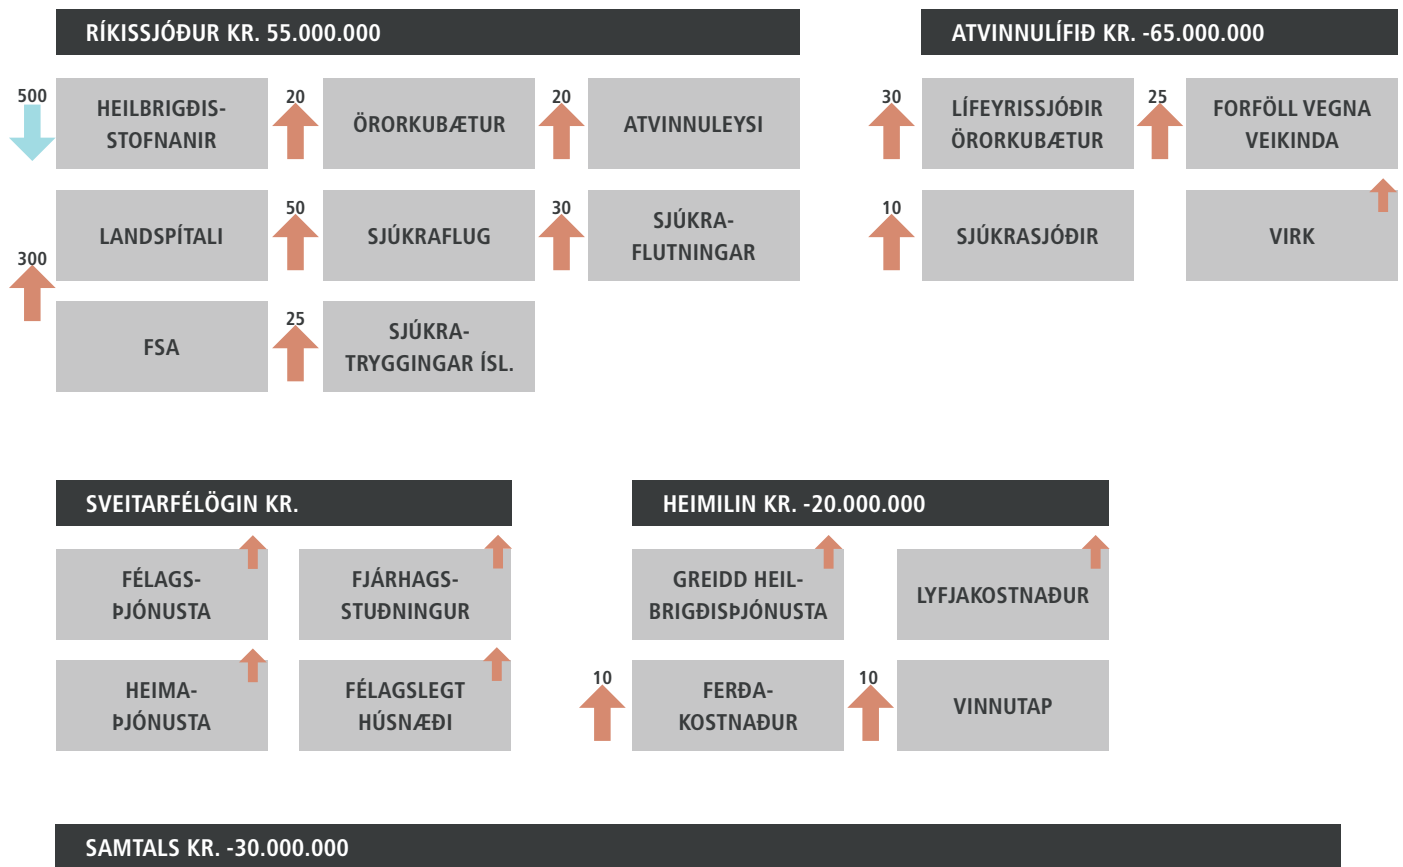 RÍKISSJÓÐUR KR. 55.000.000
500
HEILBRIGÐIS-
STOFNANIR
20
ÖRORKUBÆTUR
20
ATVINNULEYSI
LANDSPÍTALI
50
SJÚKRAFLUG
30
SJÚKRA-
FLUTNINGAR
300
FSA
25
SJÚKRA-
TRYGGINGAR ÍSL.
ATVINNULÍFIÐ KR. -65.000.000
30
LÍFEYRISSJÓÐIR
ÖRORKUBÆTUR
25
FORFÖLL VEGNA
VEIKINDA
10
SJÚKRASJÓÐIR
VIRK
SVEITARFÉLÖGIN KR.
FÉLAGS-
ÞJÓNUSTA
FJÁRHAGS-
STUÐNINGUR
HEIMA-
ÞJÓNUSTA
FÉLAGSLEGT
HÚSNÆÐI
HEIMILIN KR. -20.000.000
GREIDD HEIL-
BRIGÐISÞJÓNUSTA
LYFJAKOSTNAÐUR
10
FERÐA-
KOSTNAÐUR
10
VINNUTAP
SAMTALS KR. -30.000.000